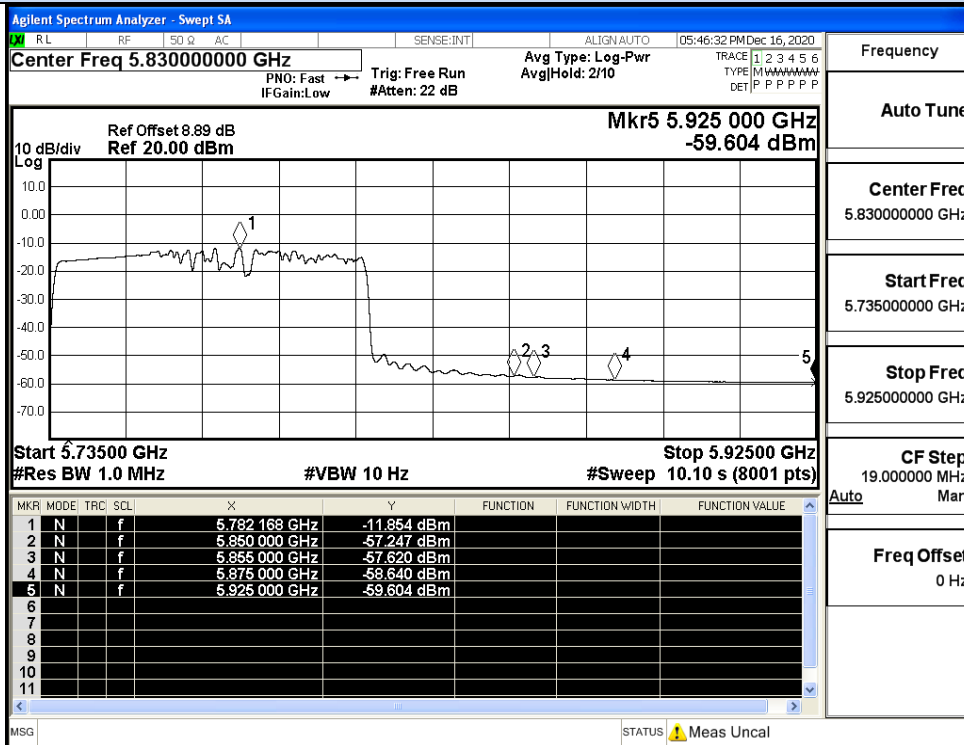 Agilent Spectrum Analyzer - Swept SA
LXI RL RF 50 Ω AC SENSE:INT ALIGNAUTO 05:46:32 PM Dec 16, 2020
Center Freq 5.830000000 GHz
PNO: Fast
IFGain:Low
Trig: Free Run
#Atten: 22 dB
Avg Type: Log-Pwr
Avg|Hold: 2/10
TRACE 1 2 3 4 5 6
TYPE M WWWWW
DET P P P P P P
Mkr5 5.925 000 GHz
-59.604 dBm
Ref Offset 8.89 dB
10 dB/div Ref 20.00 dBm
Log
10.0
0.00
-10.0
-20.0
-30.0
-40.0
-50.0
-60.0
-70.0
1
2
3
4
5
Start 5.73500 GHz Stop 5.92500 GHz
#Res BW 1.0 MHz #VBW 10 Hz #Sweep 10.10 s (8001 pts)
MKR MODE TRC SCL X Y FUNCTION FUNCTION WIDTH FUNCTION VALUE
1 N f 5.782 168 GHz -11.854 dBm
2 N f 5.850 000 GHz -57.247 dBm
3 N f 5.855 000 GHz -57.620 dBm
4 N f 5.875 000 GHz -58.640 dBm
5 N f 5.925 000 GHz -59.604 dBm
6
7
8
9
10
11
MSG STATUS Meas Uncal
Frequency
Auto Tune
Center Freq
5.830000000 GHz
Start Freq
5.735000000 GHz
Stop Freq
5.925000000 GHz
CF Step
19.000000 MHz
Auto Man
Freq Offset
0 Hz